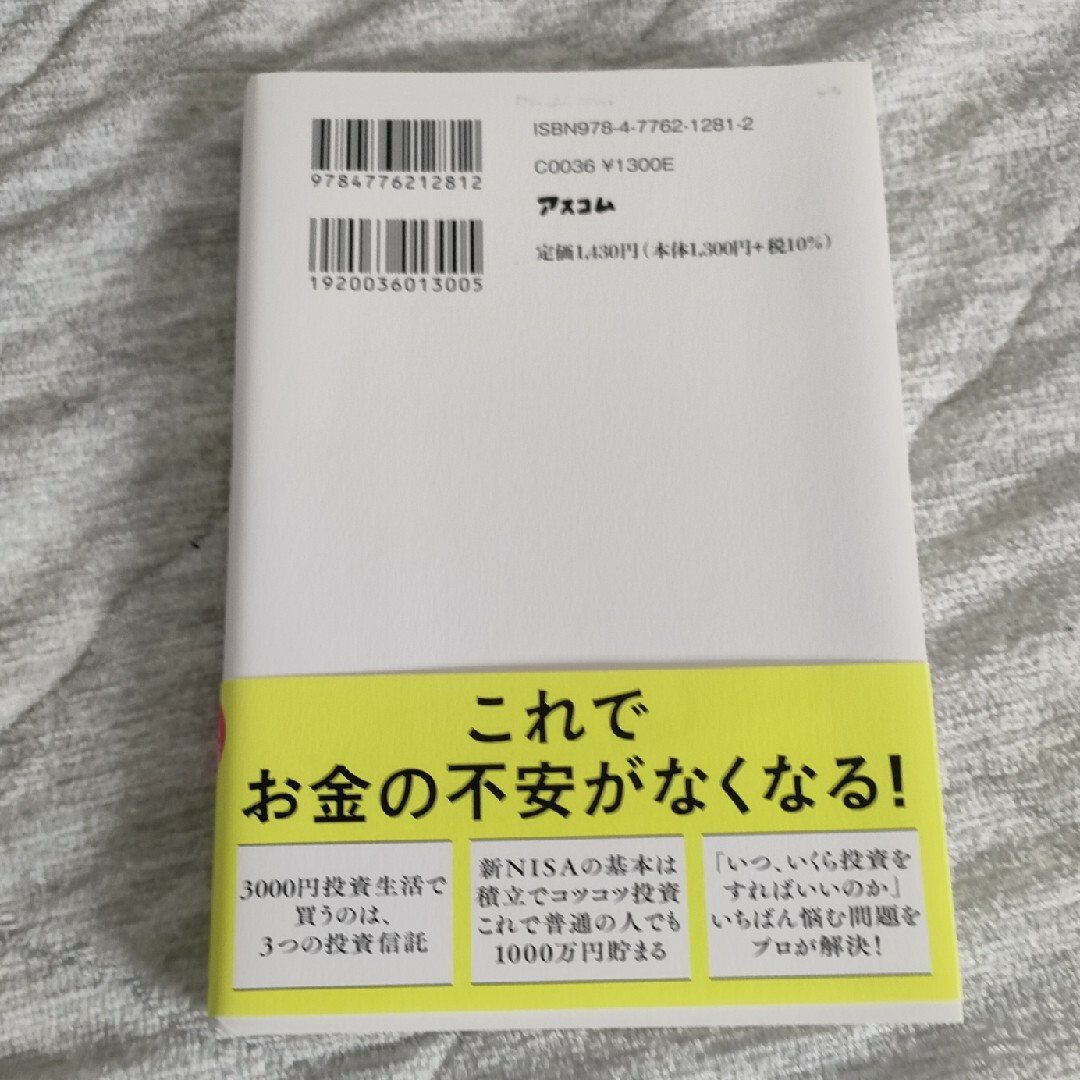 ISBN978-4-7762-1281-2
C0036 ¥1300E
アスコム
定価1,430円(本体1,300円+税10%)
9784776212812
1920036013005
これで
お金の不安がなくなる!
3000円投資生活で
買うのは、
3つの投資信託
新NISAの基本は
積立でコツコツ投資
これで普通の人でも
1000万円貯まる
「いつ、いくら投資を
すればいいのか」
いちばん悩む問題を
プロが解決!